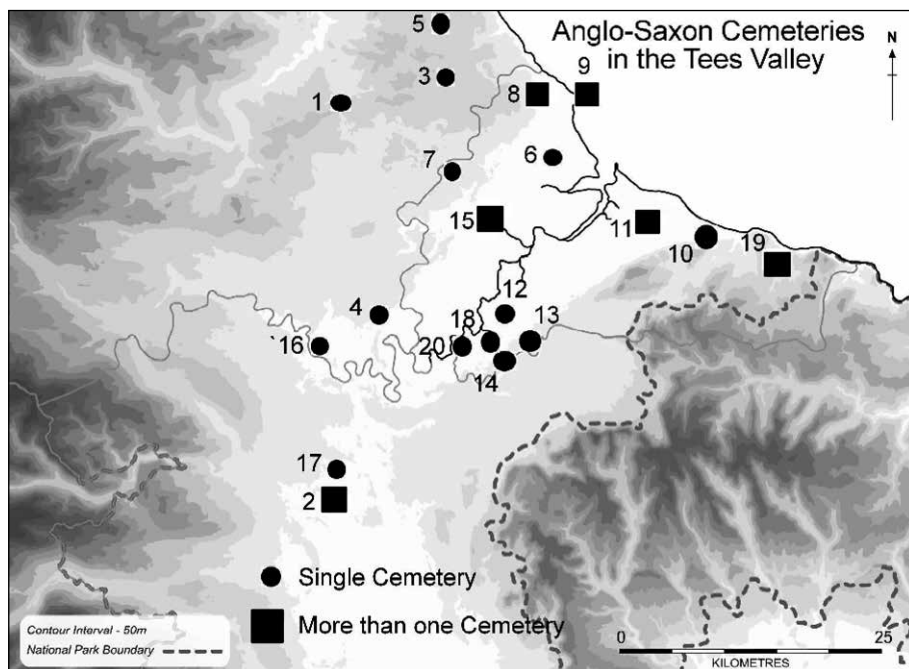 Anglo-Saxon Cemeteries
in the Tees Valley
N
5
3
1
8
9
7
6
15
11
10
19
12
4
18
13
16
20
14
17
2
Single Cemetery
More than one Cemetery
Contour Interval - 50m
National Park Boundary
0
25
KILOMETRES